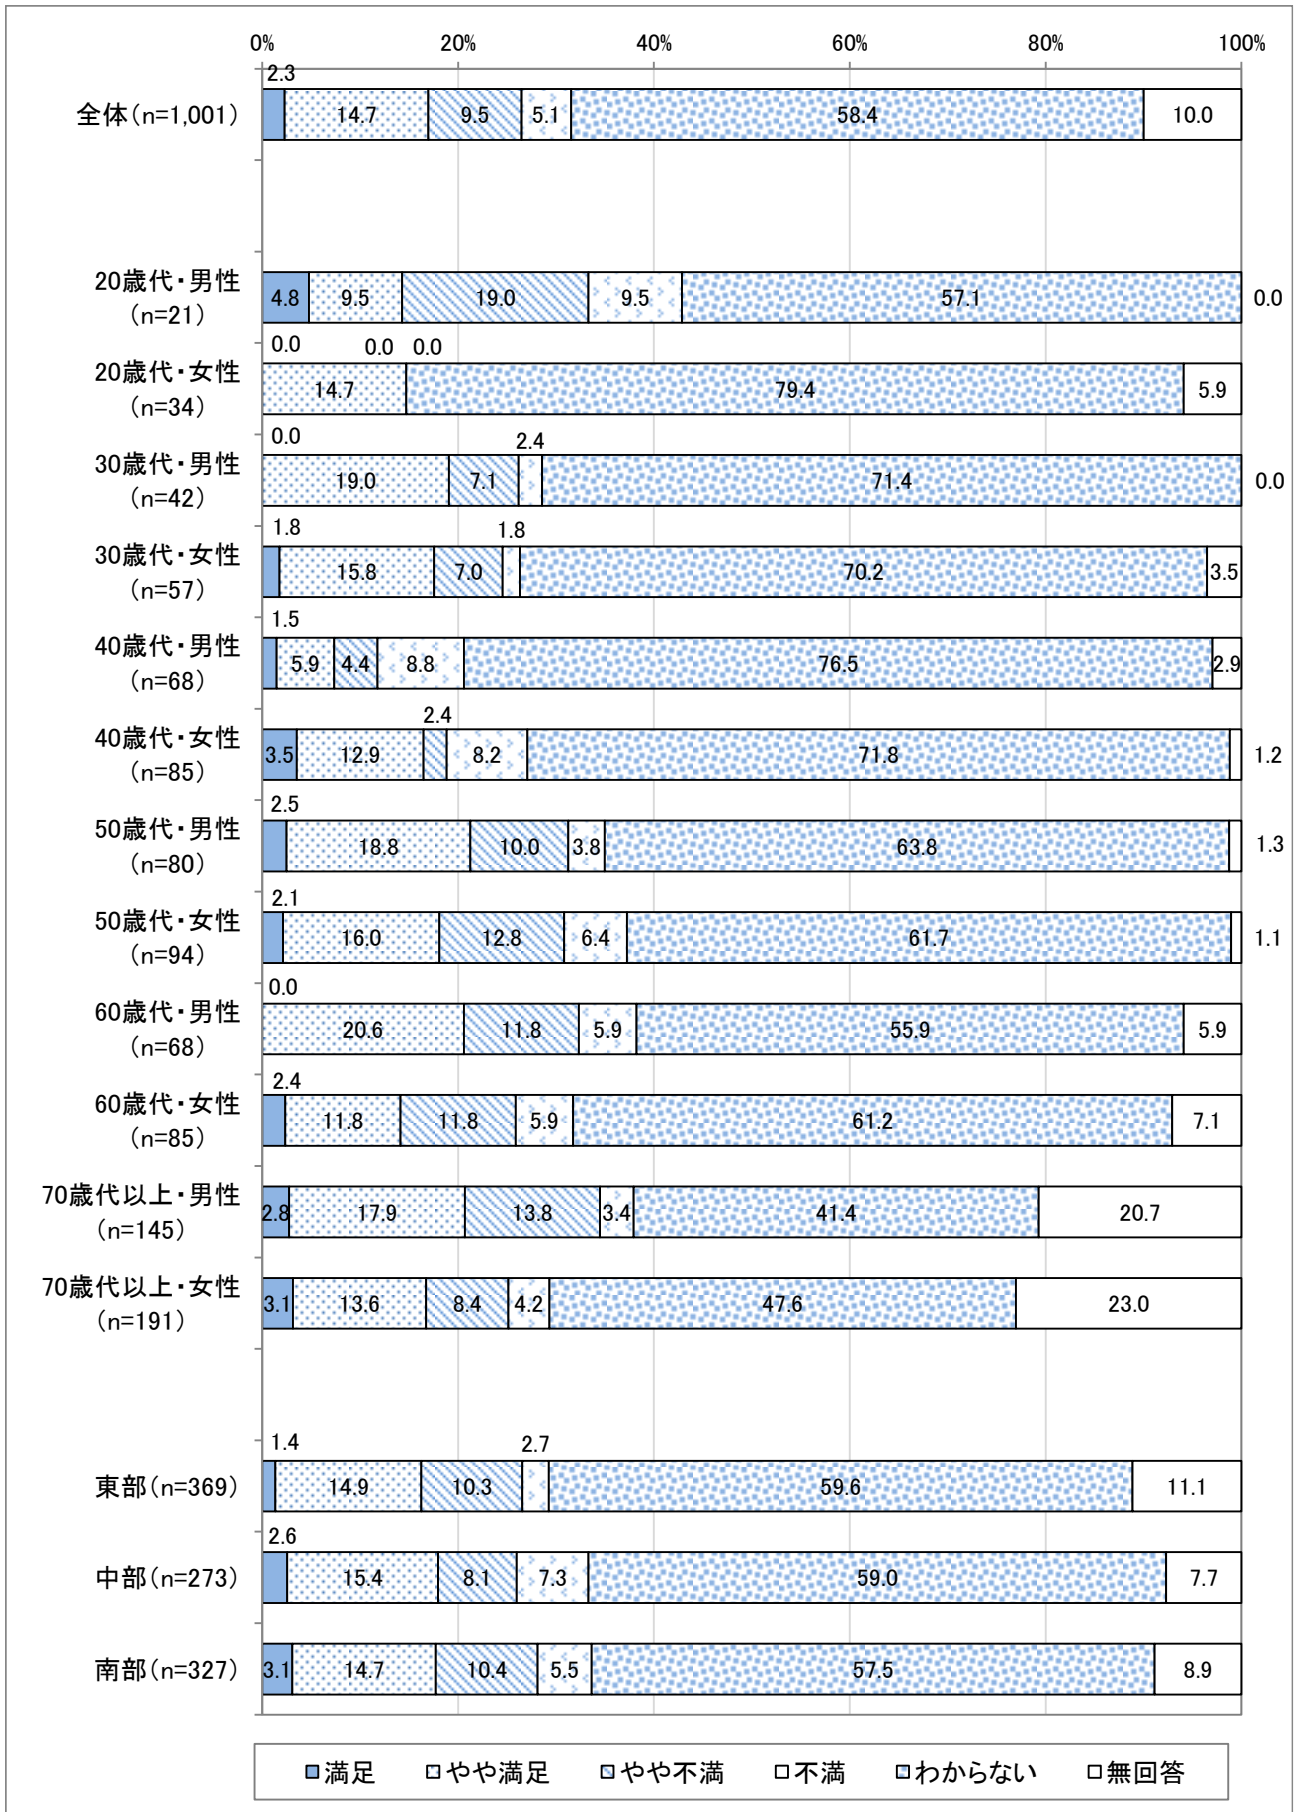 0% 20% 40% 60% 80% 100%
2.3
全体(n=1,001) 14.7 9.5 5.1 58.4 10.0
20歳代・男性
(n=21)
4.8 9.5 19.0 9.5 57.1 0.0
0.0 0.0 0.0
20歳代・女性
(n=34)
14.7 79.4 5.9
0.0 2.4
30歳代・男性
(n=42)
19.0 7.1 71.4 0.0
1.8 1.8
30歳代・女性
(n=57)
15.8 7.0 70.2 3.5
1.5
40歳代・男性
(n=68)
5.9 4.4 8.8 76.5 2.9
2.4
40歳代・女性
(n=85)
3.5 12.9 8.2 71.8 1.2
2.5
50歳代・男性
(n=80)
18.8 10.0 3.8 63.8 1.3
2.1
50歳代・女性
(n=94)
16.0 12.8 6.4 61.7 1.1
0.0
60歳代・男性
(n=68)
20.6 11.8 5.9 55.9 5.9
2.4
60歳代・女性
(n=85)
11.8 11.8 5.9 61.2 7.1
70歳代以上・男性
(n=145)
2.8 17.9 13.8 3.4 41.4 20.7
70歳代以上・女性
(n=191)
3.1 13.6 8.4 4.2 47.6 23.0
1.4 2.7
東部(n=369) 14.9 10.3 59.6 11.1
2.6
中部(n=273) 15.4 8.1 7.3 59.0 7.7
南部(n=327) 3.1 14.7 10.4 5.5 57.5 8.9
満足 やや満足 やや不満 不満 わからない 無回答